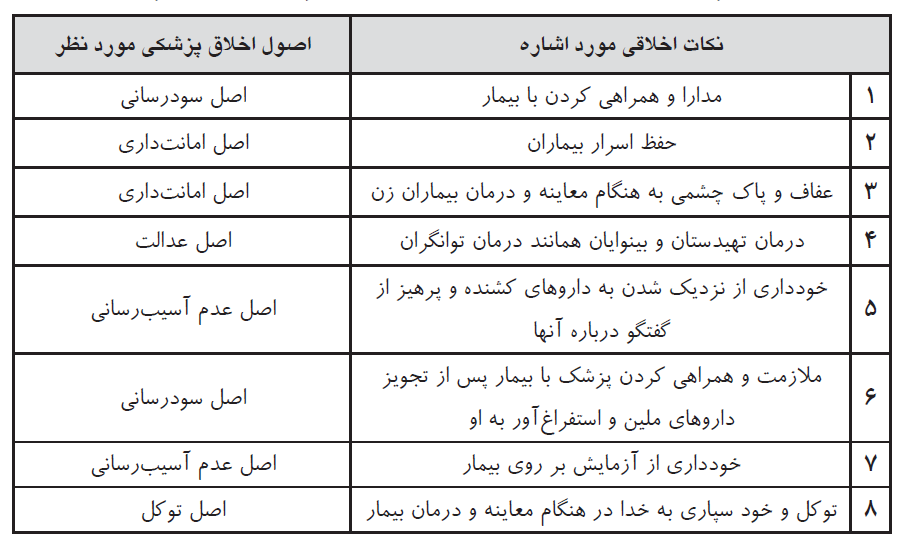 نکات اخلاقی مورد اشاره	اصول اخلاق پزشکی مورد نظر
۱	مدارا و همراهی کردن با بیمار	اصل سودرسانی
۲	حفظ اسرار بیماران	اصل امانت‌داری
۳	عفاف و پاک چشمی به هنگام معاینه و درمان بیماران زن	اصل امانت‌داری
۴	درمان تهیدستان و بینوایان همانند درمان توانگران	اصل عدالت
۵	خودداری از نزدیک شدن به داروهای کشنده و پرهیز از
گفتگو درباره آنها	اصل عدم آسیب‌رسانی
۶	ملازمت و همراهی کردن پزشک با بیمار پس از تجویز
داروهای ملین و استفراغ‌آور به او	اصل سودرسانی
۷	خودداری از آزمایش بر روی بیمار	اصل عدم آسیب‌رسانی
۸	توکل و خود سپاری به خدا در هنگام معاینه و درمان بیمار	اصل توکل